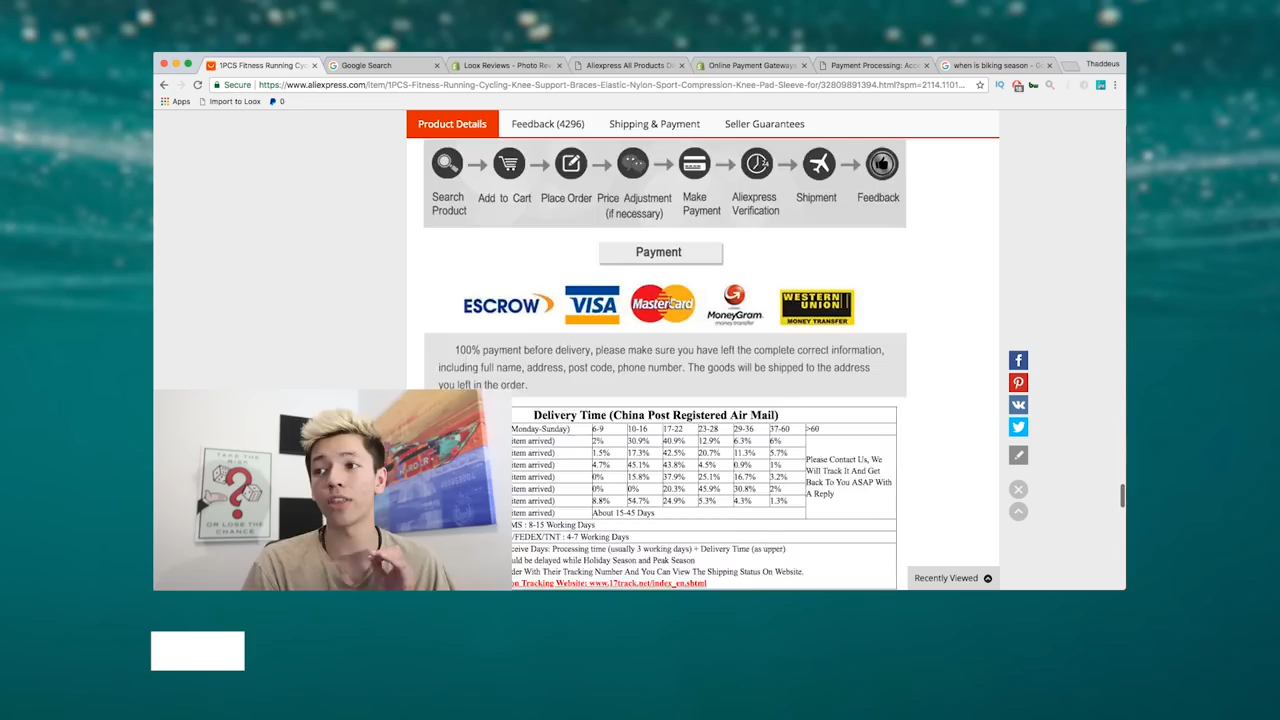 1PCS Fitness Running Cyc
Google Search
Loox Reviews - Photo Re
Aliexpress All Products D
Online Payment Gateways
Payment Processing: Acc
when is biking season - Go
Thaddeus
Secure
https://www.aliexpress.com/item/1PCS-Fitness-Running-Cycling-Knee-Support-Braces-Elastic-Nylon-Sport-Compression-Knee-Pad-Sleeve-for/32809891394.html?spm=2114.1101...
Apps
Import to Loox
0
Product Details
Feedback (4296)
Shipping & Payment
Seller Guarantees
Search Product
Add to Cart
Place Order
Price Adjustment (if necessary)
Make Payment
Aliexpress Verification
Shipment
Feedback
Payment
ESCROW
VISA
MasterCard
MoneyGram
money transfer
WESTERN UNION
MONEY TRANSFER
100% payment before delivery, please make sure you have left the complete correct information,
including full name, address, post code, phone number. The goods will be shipped to the address
you left in the order.
Delivery Time (China Post Registered Air Mail)
Monday-Sunday) 6-9 10-16 17-22 23-28 29-36 37-60 >60
item arrived) 2% 30.9% 40.9% 12.9% 6.3% 6%
item arrived) 1.5% 17.3% 42.5% 20.7% 11.3% 5.7%
item arrived) 4.7% 45.1% 43.8% 4.5% 0.9% 1%
item arrived) 0% 15.8% 37.9% 25.1% 16.7% 3.2%
item arrived) 0% 0% 20.3% 45.9% 30.8% 2%
item arrived) 8.8% 54.7% 24.9% 5.3% 4.3% 1.3%
item arrived) About 15-45 Days
Please Contact Us, We
Will Track It And Get
Back To You ASAP With
A Reply
MS : 8-15 Working Days
/FEDEX/TNT : 4-7 Working Days
ceive Days: Processing time (usually 3 working days) + Delivery Time (as upper)
uld be delayed while Holiday Season and Peak Season
der With Their Tracking Number And You Can View The Shipping Status On Website.
on Tracking Website: www.17track.net/index_en.shtml
Recently Viewed
TAKE THE
RISK
OR LOSE THE
CHANCE